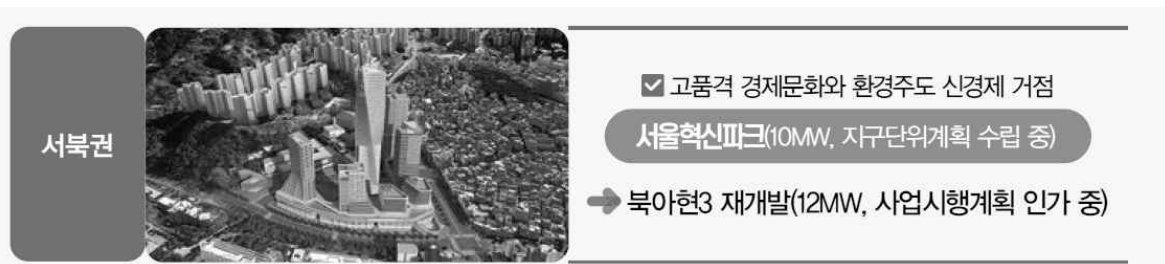 서북권
☑ 고품격 경제문화와 환경주도 신경제 거점
서울혁신파크(10MW, 지구단위계획 수립 중)
➔ 북아현3 재개발(12MW, 사업시행계획 인가 중)